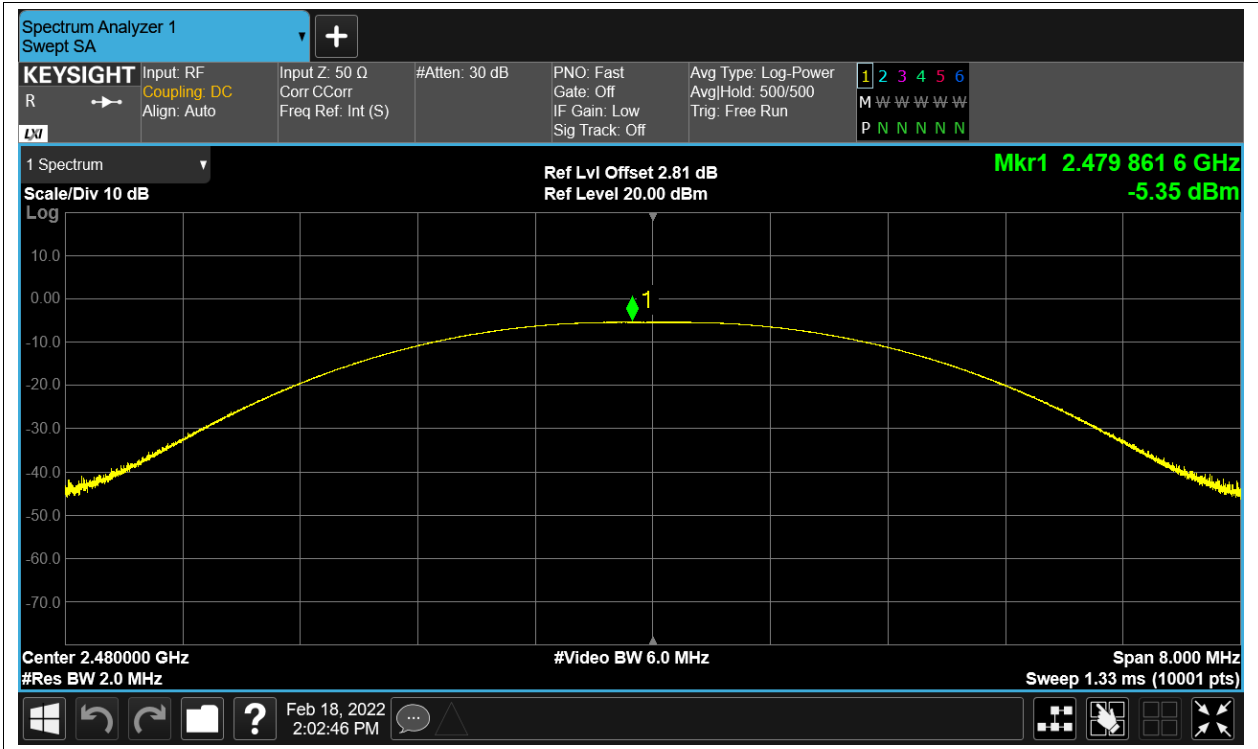 Spectrum Analyzer 1
Swept SA
KEYSIGHT
R
LXI
Input: RF
Coupling: DC
Align: Auto
Input Z: 50 Ω
Corr CCorr
Freq Ref: Int (S)
#Atten: 30 dB
PNO: Fast
Gate: Off
IF Gain: Low
Sig Track: Off
Avg Type: Log-Power
Avg|Hold: 500/500
Trig: Free Run
1 2 3 4 5 6
M W W W W W
P N N N N N
1 Spectrum
Scale/Div 10 dB
Ref Lvl Offset 2.81 dB
Ref Level 20.00 dBm
Mkr1 2.479 861 6 GHz
-5.35 dBm
Log
10.0
0.00
-10.0
-20.0
-30.0
-40.0
-50.0
-60.0
-70.0
1
Center 2.480000 GHz
#Res BW 2.0 MHz
#Video BW 6.0 MHz
Span 8.000 MHz
Sweep 1.33 ms (10001 pts)
?
Feb 18, 2022
2:02:46 PM